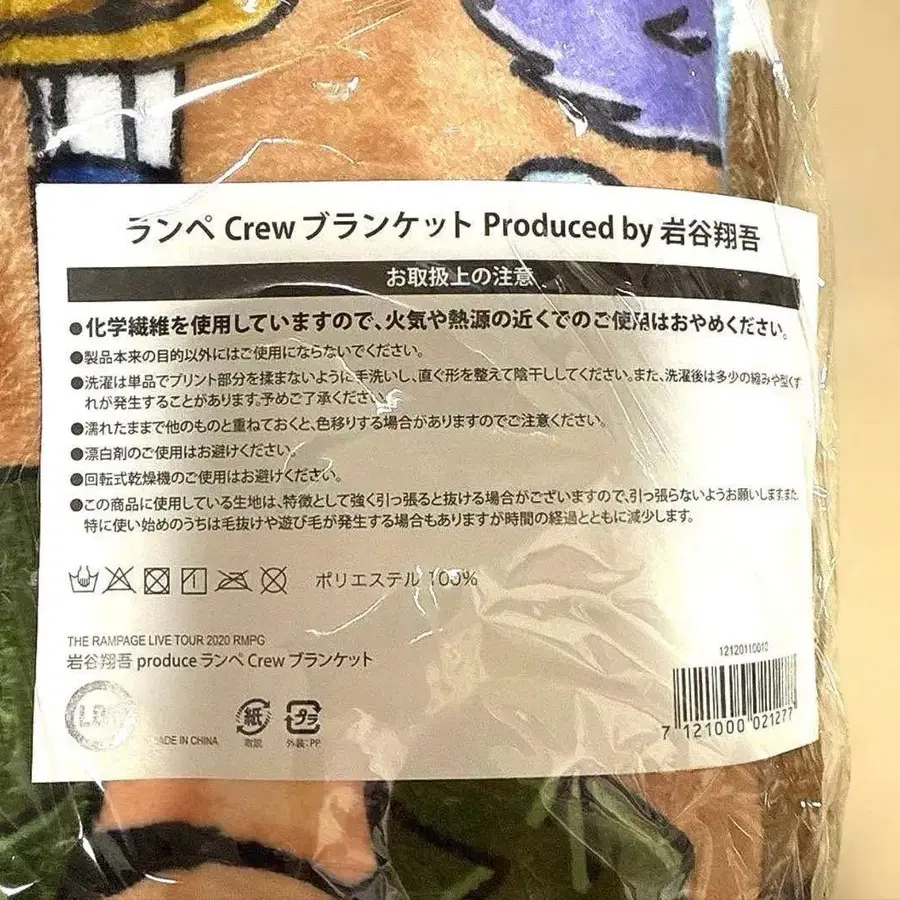 ランペ Crew ブランケット Produced by 岩谷翔吾
お取扱上の注意
●化学繊維を使用していますので、火気や熱源の近くでのご使用はおやめください。
●製品本来の目的以外にはご使用にならないでください。
●洗濯は単品でプリント部分を揉まないように手洗いし、直ぐ形を整えて陰干ししてください。また、洗濯後は多少の縮みや型くず
れが発生することがあります。予めご了承ください。
●濡れたままで他のものと重ねておくと、色移りする場合がありますのでご注意ください。
●漂白剤のご使用はお避けください。
●回転式乾燥機のご使用はお避けください。
●この商品に使用している生地は、特徴として強く引っ張ると抜ける場合がございますので、引っ張らないようお願いします。また、
特に使い始めのうちは毛抜けや遊び毛が発生する場合もありますが時間の経過とともに減少します。
ポリエステル 100%
THE RAMPAGE LIVE TOUR 2020 RMPG
岩谷翔吾 produce ランペ Crew ブランケット
12120110010
7 121000 021277
MADE IN CHINA
紙
取説
プラ
外装:PP